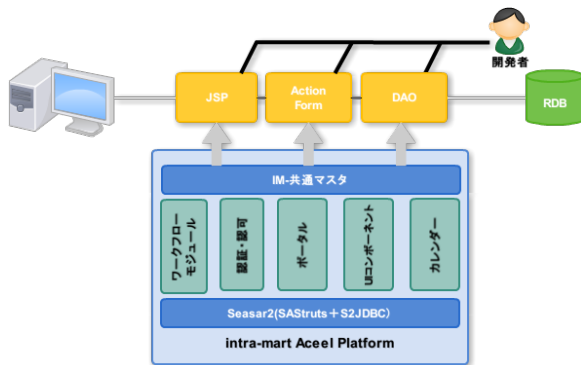 開発者
JSP
Action
Form
DAO
RDB
IM-共通マスタ
ワークフロー
モジュール
認証・認可
ポータル
UIコンポーネント
カレンダー
Seasar2(SAStruts+S2JDBC)
intra-mart Aceel Platform